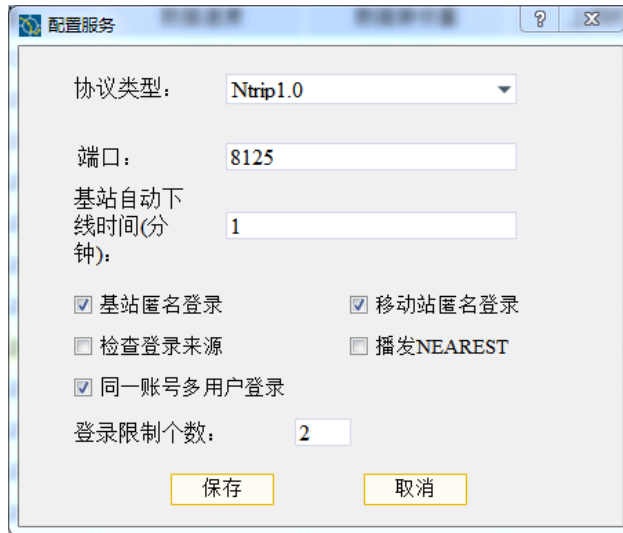 配置服务
协议类型： Ntrip1.0
端口： 8125
基站自动下
线时间(分 1
钟)：
基站匿名登录 移动站匿名登录
检查登录来源 播发NEAREST
同一账号多用户登录
登录限制个数： 2
保存 取消